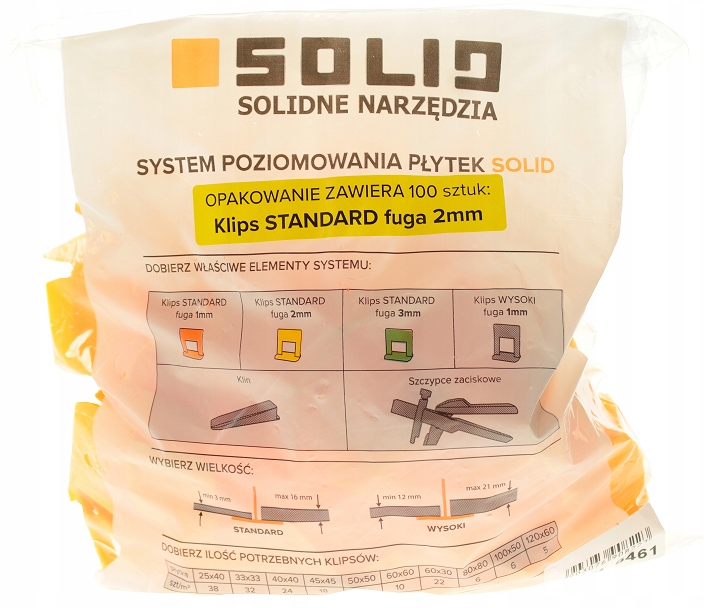 SOLID
SOLIDNE NARZĘDZIA
SYSTEM POZIOMOWANIA PŁYTEK SOLID
OPAKOWANIE ZAWIERA 100 sztuk:
Klips STANDARD fuga 2mm
DOBIERZ WŁAŚCIWE ELEMENTY SYSTEMU:
Klips STANDARD fuga 1mm
Klips STANDARD fuga 2mm
Klips STANDARD fuga 3mm
Klips WYSOKI fuga 1mm
Klin
Szczypce zaciskowe
WYBIERZ WIELKOŚĆ:
min 3 mm max 16 mm min 12 mm max 21 mm
STANDARD WYSOKI
DOBIERZ ILOŚĆ POTRZEBNYCH KLIPSÓW:
25x40 33x33 40x40 45x45 50x50 60x60 60x30 80x80 100x50 120x60
szt/m² 38 32 24 10 22 6 6 5
461